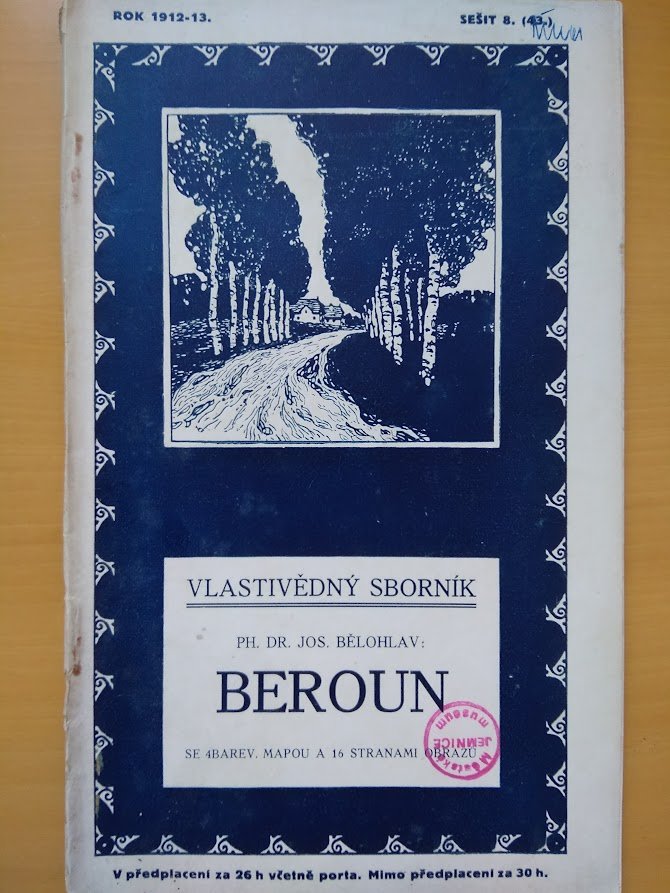 ROK 1912-13.
SEŠIT 8. (43.)
VLASTIVĚDNÝ SBORNÍK
PH. DR. JOS. BĚLOHLAV:
BEROUN
SE 4BAREV. MAPOU A 16 STRANAMI OBRAZŮ
Městské
museum
JEMNICE
V předplacení za 26 h včetně porta. Mimo předplacení za 30 h.